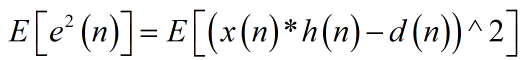 E[e²(n)] = E[(x(n)*h(n)−d(n))^2]